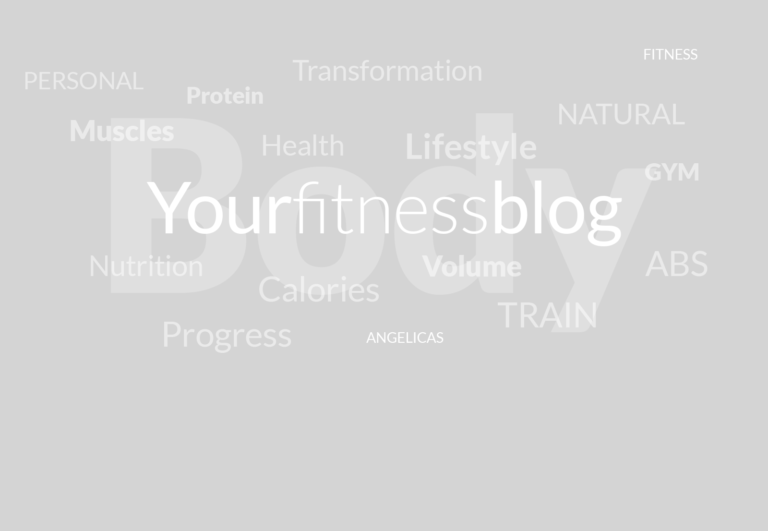 FITNESS
Transformation
PERSONAL
Protein
NATURAL
Muscles
Health
Lifestyle
GYM
Body
Yourfitnessblog
Nutrition
Volume
ABS
Calories
TRAIN
Progress
ANGELICAS